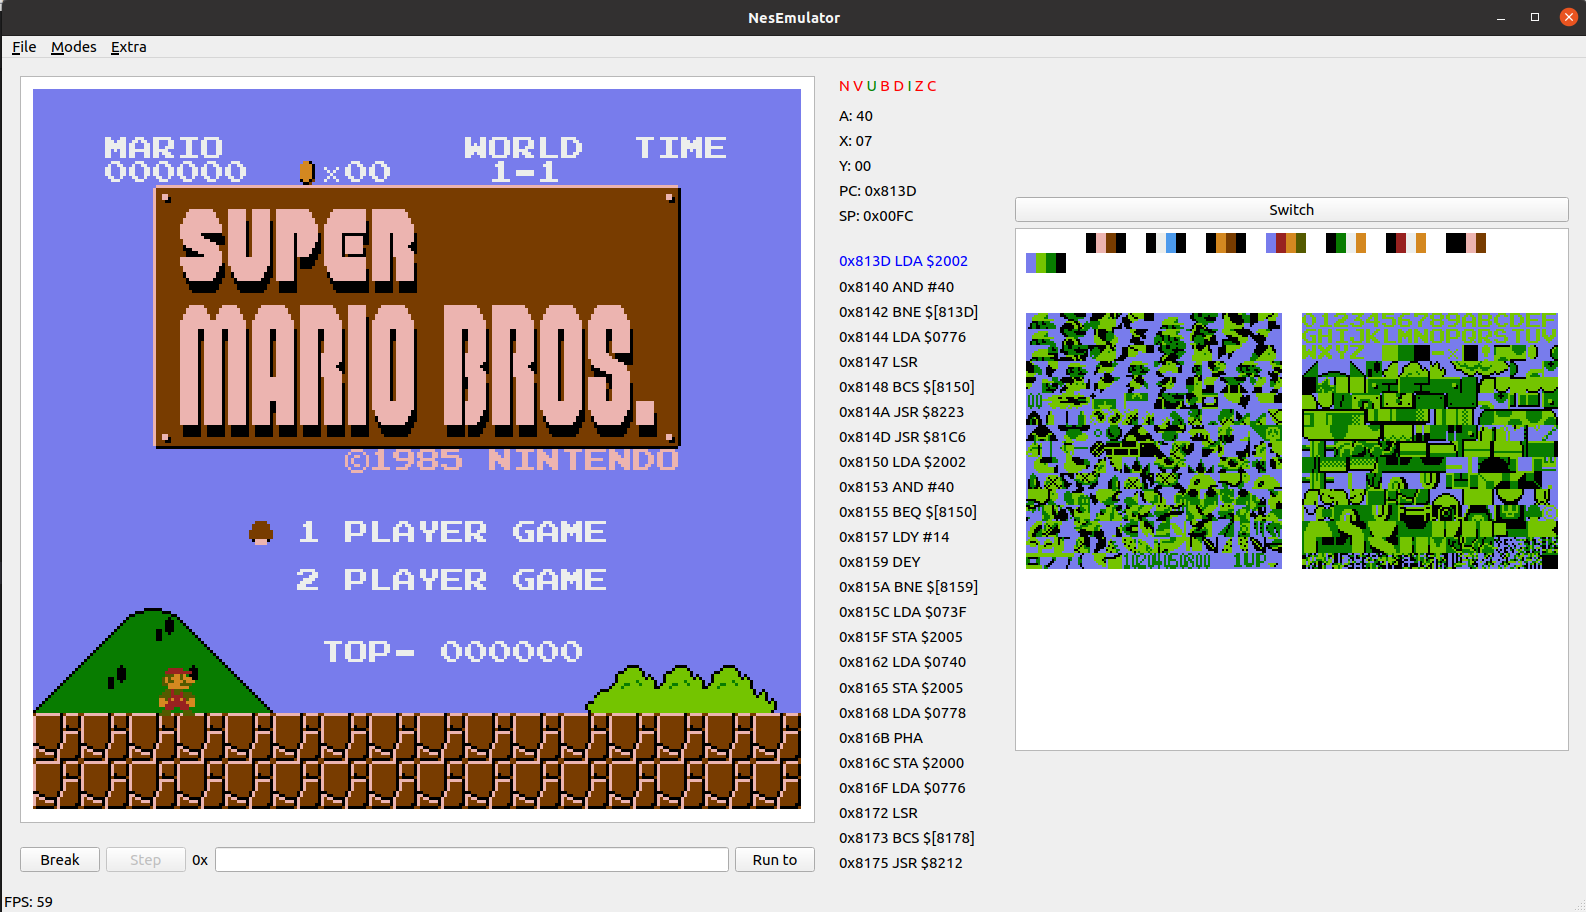 NesEmulator
File Modes Extra
MARIO WORLD TIME
000000 ×00 1-1
SUPER
MARIO BROS.
©1985 NINTENDO
1 PLAYER GAME
2 PLAYER GAME
TOP- 000000
Break Step 0x Run to
FPS: 59
N V U B D I Z C
A: 40
X: 07
Y: 00
PC: 0x813D
SP: 0x00FC
0x813D LDA $2002
0x8140 AND #40
0x8142 BNE $[813D]
0x8144 LDA $0776
0x8147 LSR
0x8148 BCS $[8150]
0x814A JSR $8223
0x814D JSR $81C6
0x8150 LDA $2002
0x8153 AND #40
0x8155 BEQ $[8150]
0x8157 LDY #14
0x8159 DEY
0x815A BNE $[8159]
0x815C LDA $073F
0x815F STA $2005
0x8162 LDA $0740
0x8165 STA $2005
0x8168 LDA $0778
0x816B PHA
0x816C STA $2000
0x816F LDA $0776
0x8172 LSR
0x8173 BCS $[8178]
0x8175 JSR $8212
Switch
0123456789ABCDEF
GHIJKLMNOPQRSTUV
WXYZ
1UP